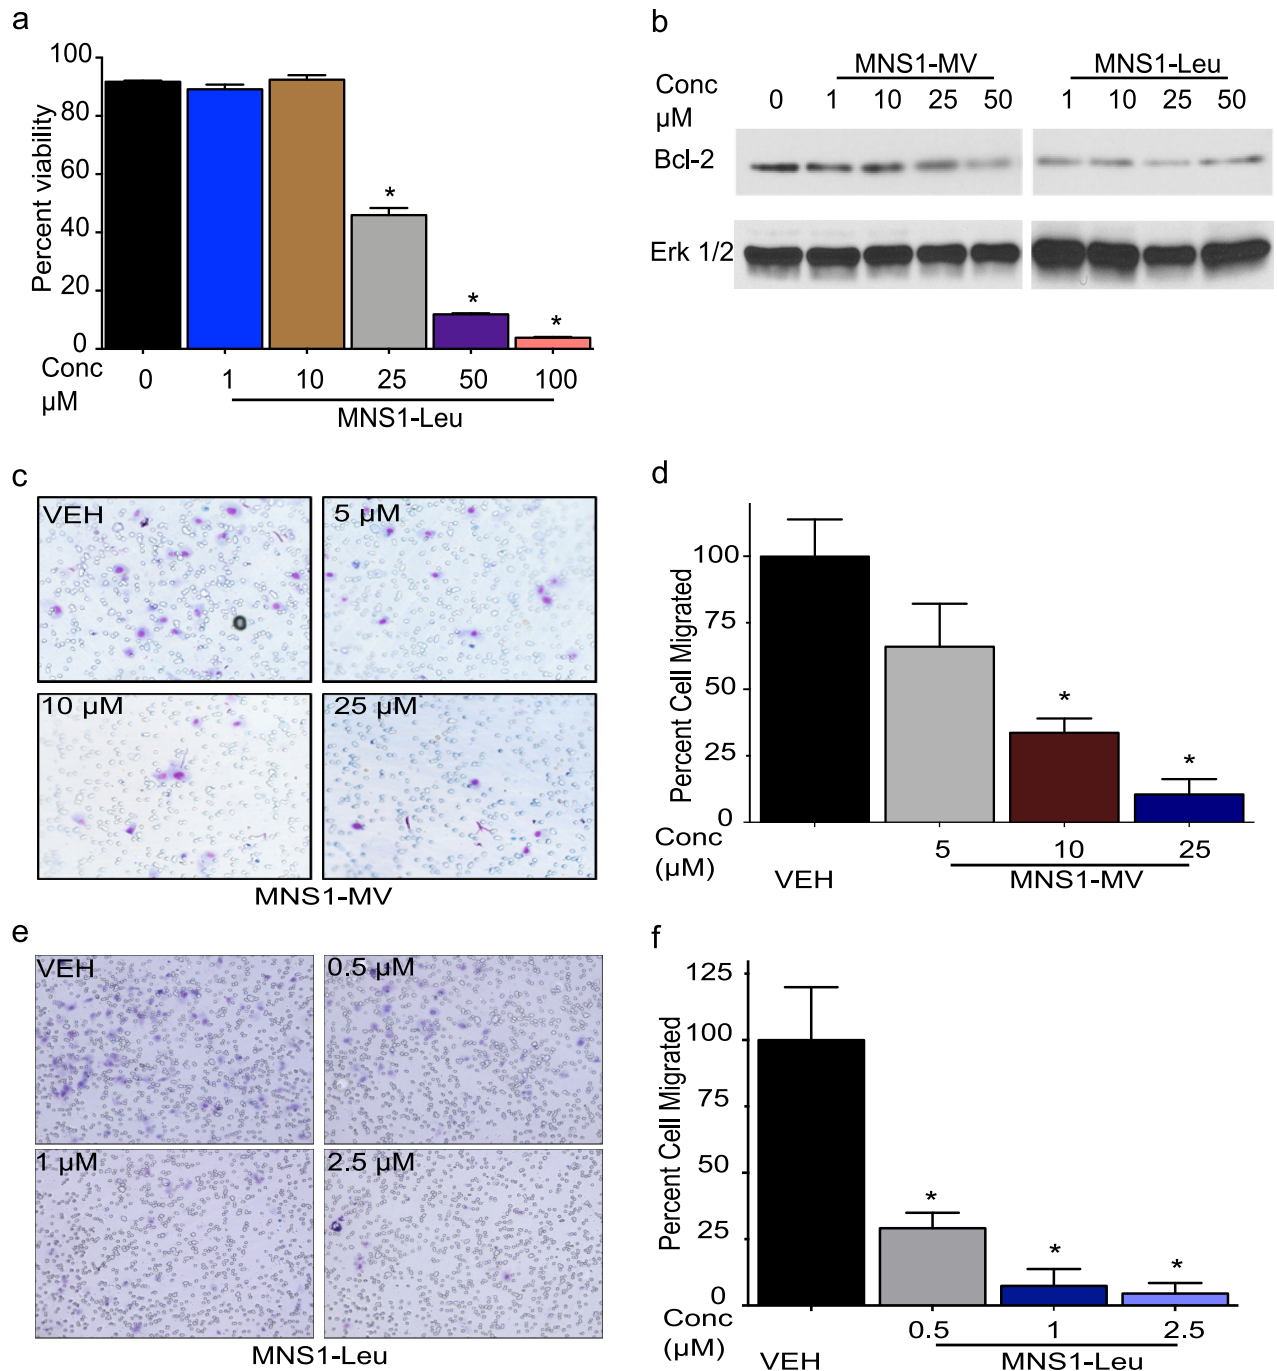 a
100
80
60
40
20
0
Percent viability
*
*
*
Conc
µM
0 1 10 25 50 100
MNS1-Leu
b
MNS1-MV MNS1-Leu
Conc
µM
0 1 10 25 50 1 10 25 50
Bcl-2
Erk 1/2
c
VEH 5 µM
10 µM 25 µM
MNS1-MV
d
100
75
50
25
0
Percent Cell Migrated
*
*
Conc
(µM)
VEH
5 10 25
MNS1-MV
e
VEH 0.5 µM
1 µM 2.5 µM
MNS1-Leu
f
125
100
75
50
25
0
Percent Cell Migrated
*
*
*
Conc
(µM)
VEH
0.5 1 2.5
MNS1-Leu